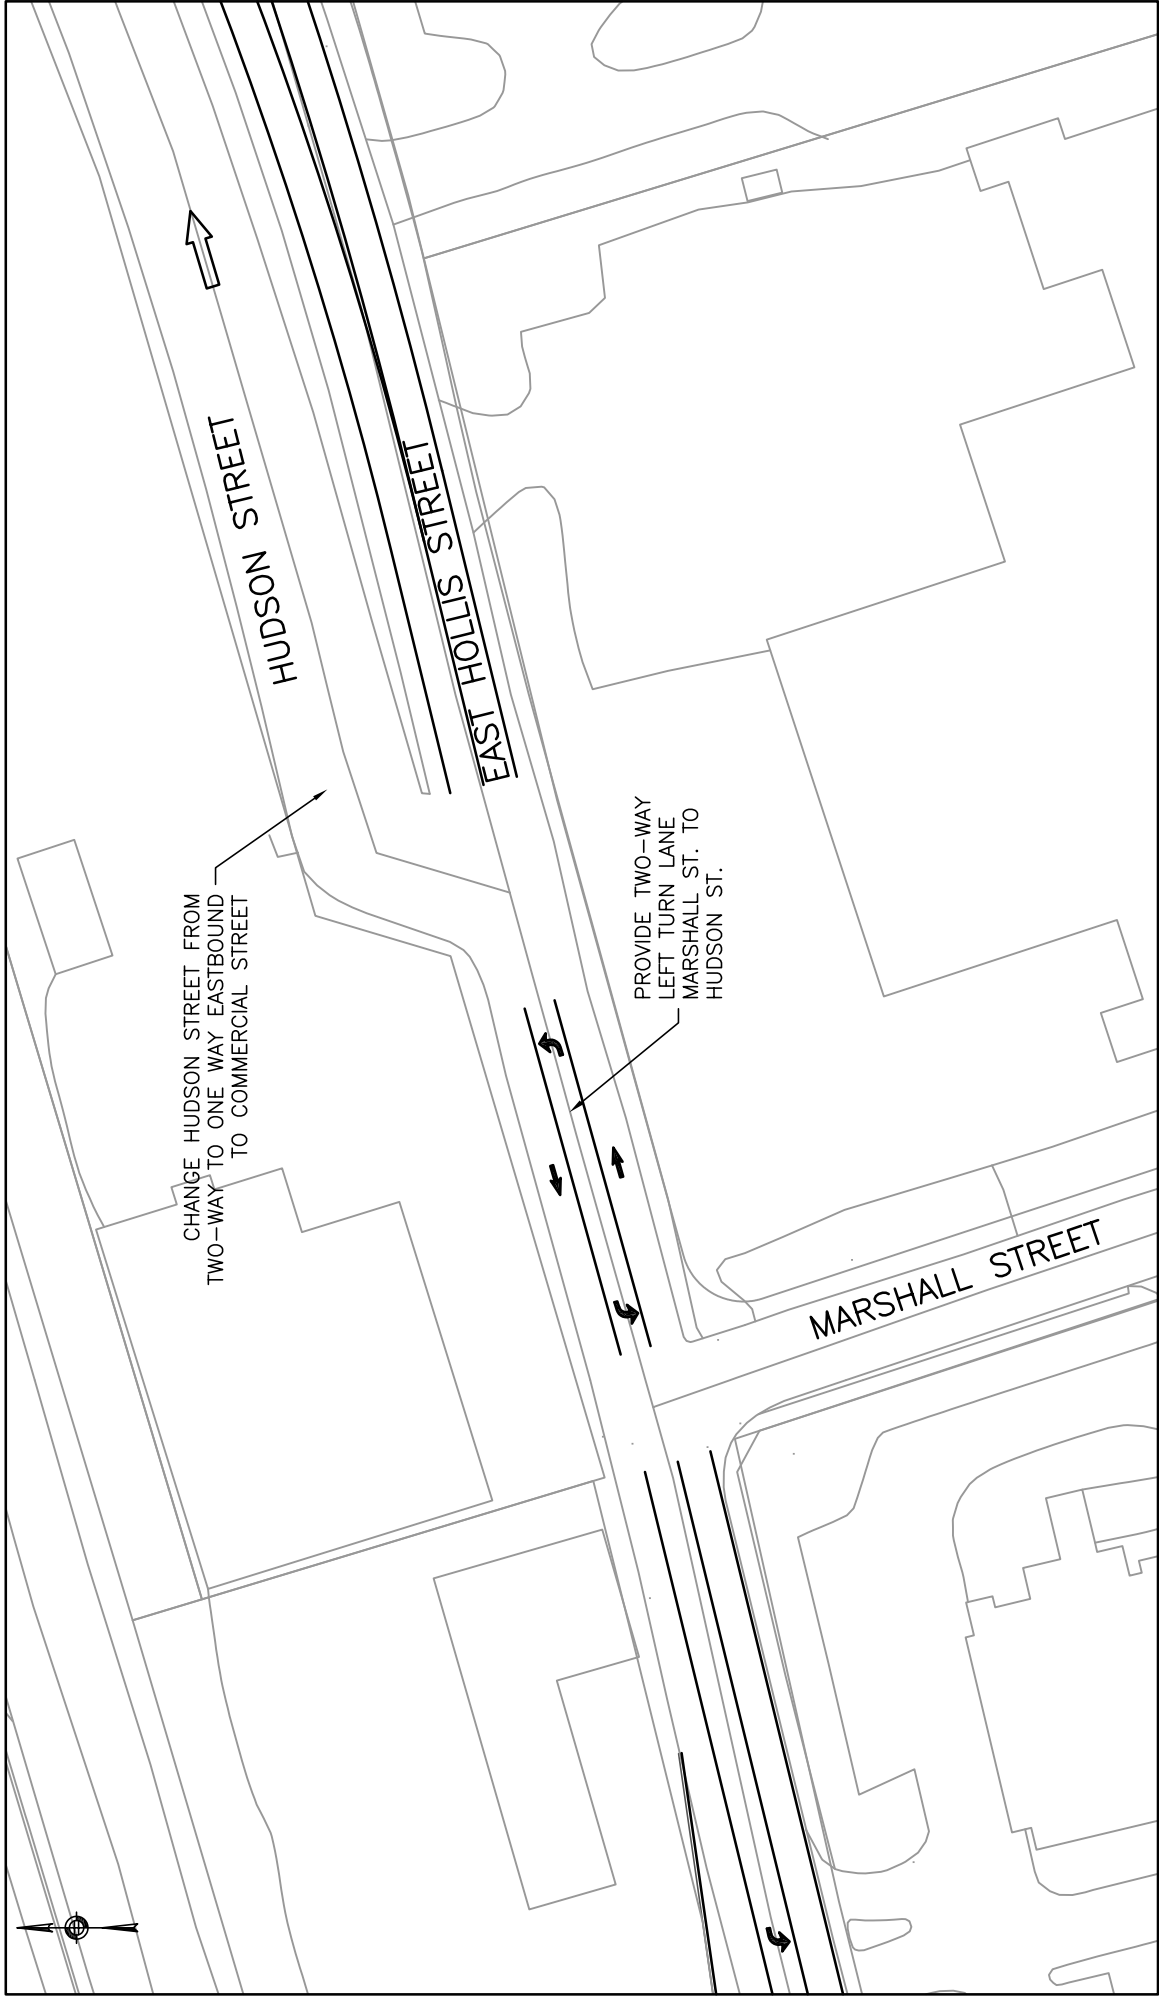 CHANGE HUDSON STREET FROM
TWO-WAY TO ONE WAY EASTBOUND
TO COMMERCIAL STREET
HUDSON STREET
EAST HOLLIS STREET
PROVIDE TWO-WAY
LEFT TURN LANE
MARSHALL ST. TO
HUDSON ST.
MARSHALL STREET